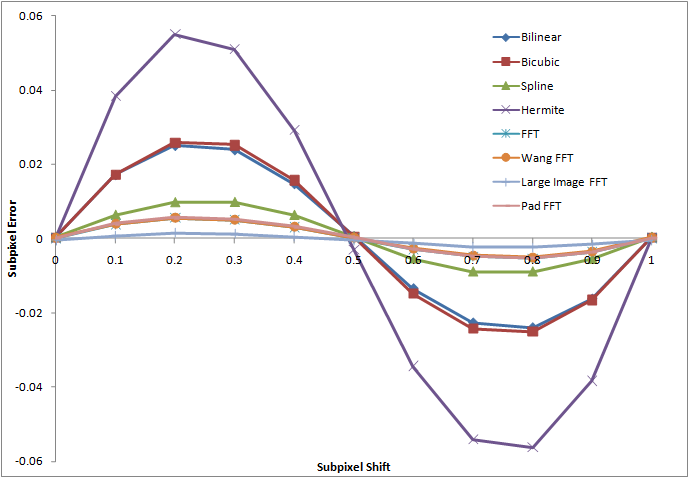 0.06
0.04
0.02
0
-0.02
-0.04
-0.06
Subpixel Error
0 0.1 0.2 0.3 0.4 0.5 0.6 0.7 0.8 0.9 1
Subpixel Shift
Bilinear
Bicubic
Spline
Hermite
FFT
Wang FFT
Large Image FFT
Pad FFT